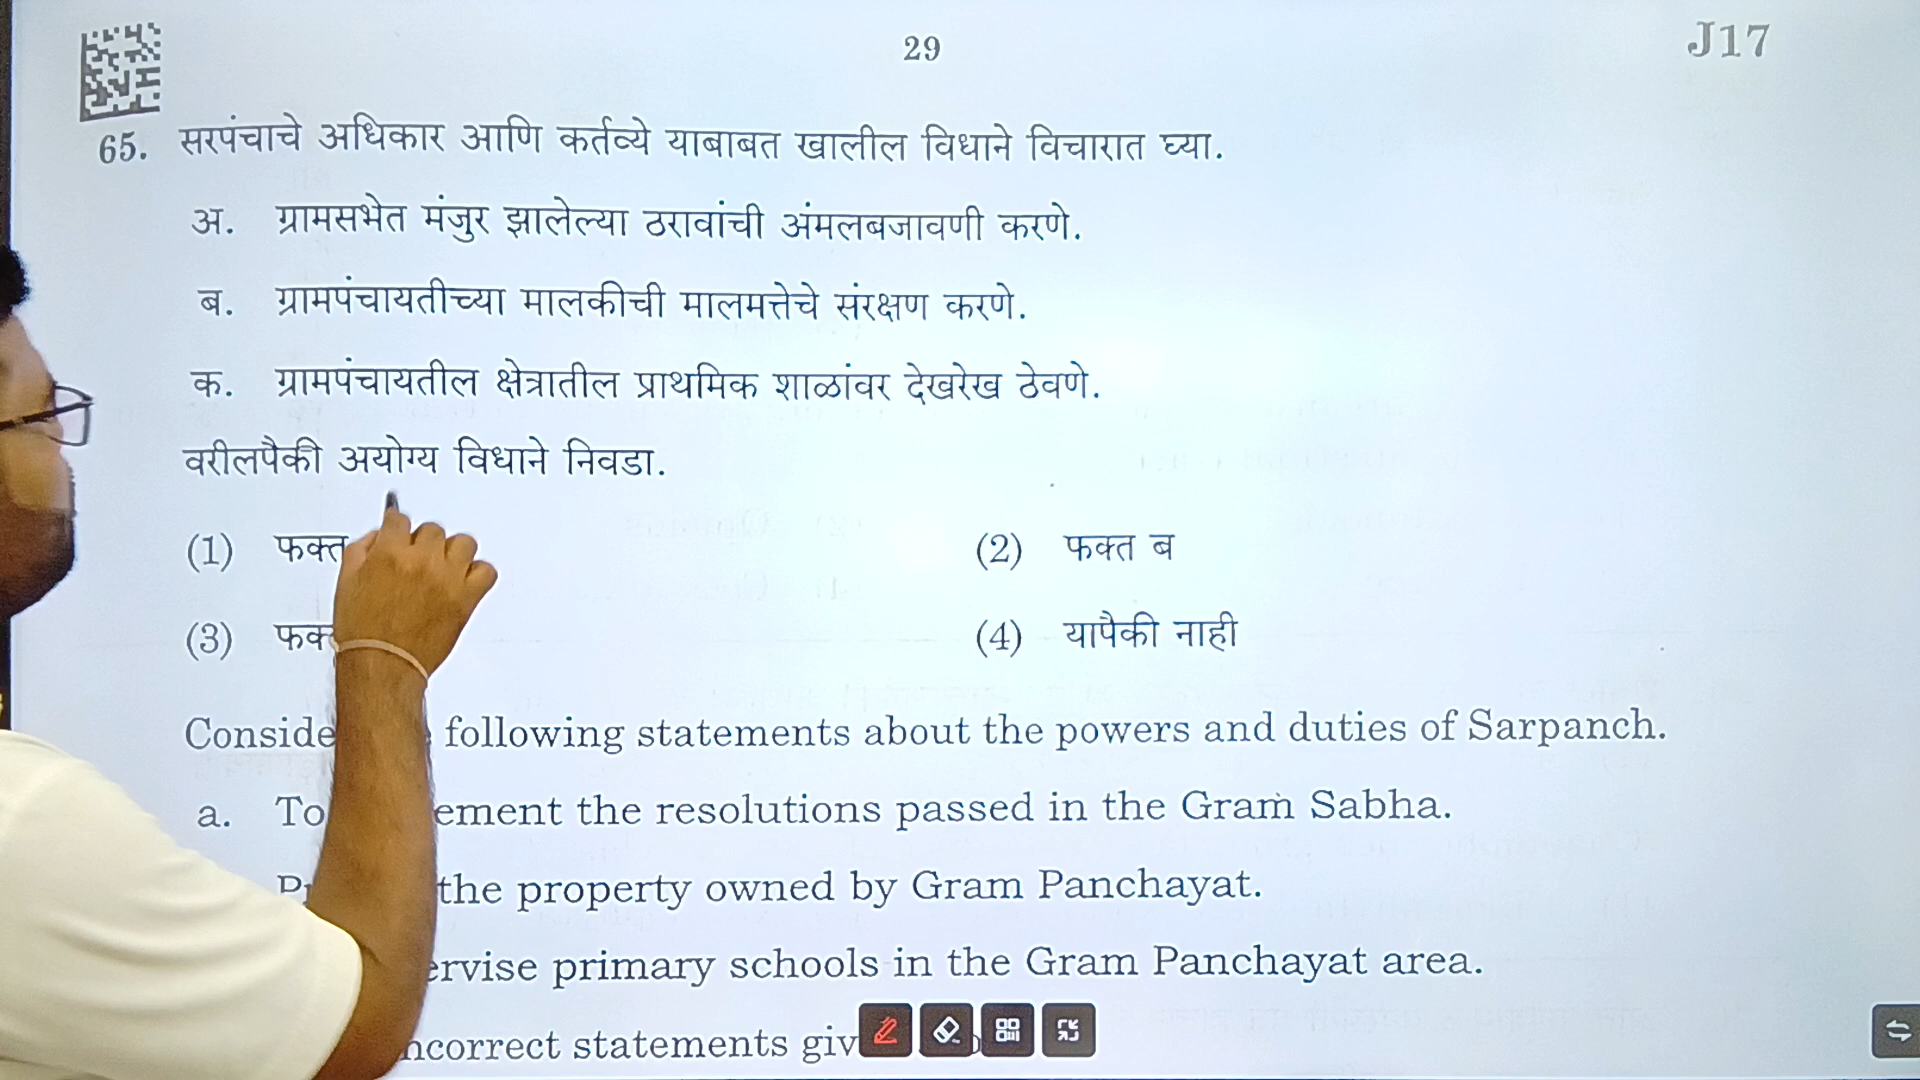 29
J17
65. सरपंचाचे अधिकार आणि कर्तव्ये याबाबत खालील विधाने विचारात घ्या.
अ. ग्रामसभेत मंजुर झालेल्या ठरावांची अंमलबजावणी करणे.
ब. ग्रामपंचायतीच्या मालकीची मालमत्तेचे संरक्षण करणे.
क. ग्रामपंचायतील क्षेत्रातील प्राथमिक शाळांवर देखरेख ठेवणे.
वरीलपैकी अयोग्य विधाने निवडा.
(1) फक्त
(2) फक्त ब
(3)
(4) यापैकी नाही
following statements about the powers and duties of Sarpanch.
a. To the resolutions passed in the Gram Sabha.
the property owned by Gram Panchayat.
primary schools in the Gram Panchayat area.
statements